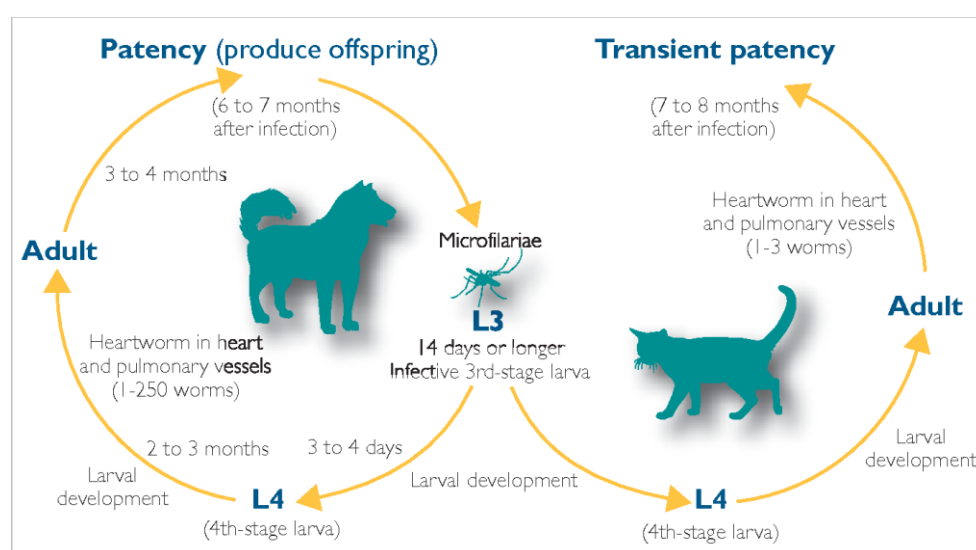 Patency (produce offspring)
(6 to 7 months
after infection)
3 to 4 months
Adult
Heartworm in heart
and pulmonary vessels
(1-250 worms)
2 to 3 months
Larval
development
L4
(4th-stage larva)
3 to 4 days
Microfilariae
L3
14 days or longer
Infective 3rd-stage larva
Larval development
Transient patency
(7 to 8 months
after infection)
Heartworm in heart
and pulmonary vessels
(1-3 worms)
Adult
Larval
development
L4
(4th-stage larva)